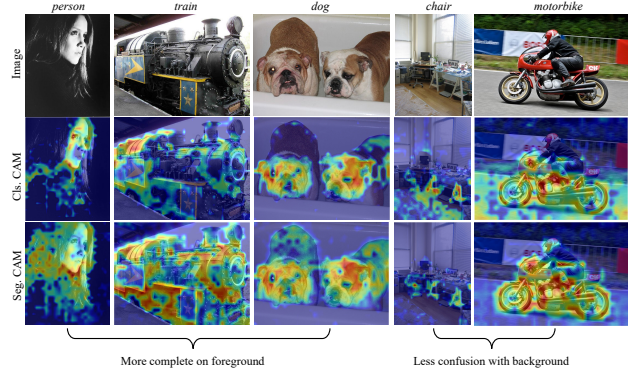 person train dog chair motorbike
Image
Cls. CAM
Seg. CAM
More complete on foreground Less confusion with background